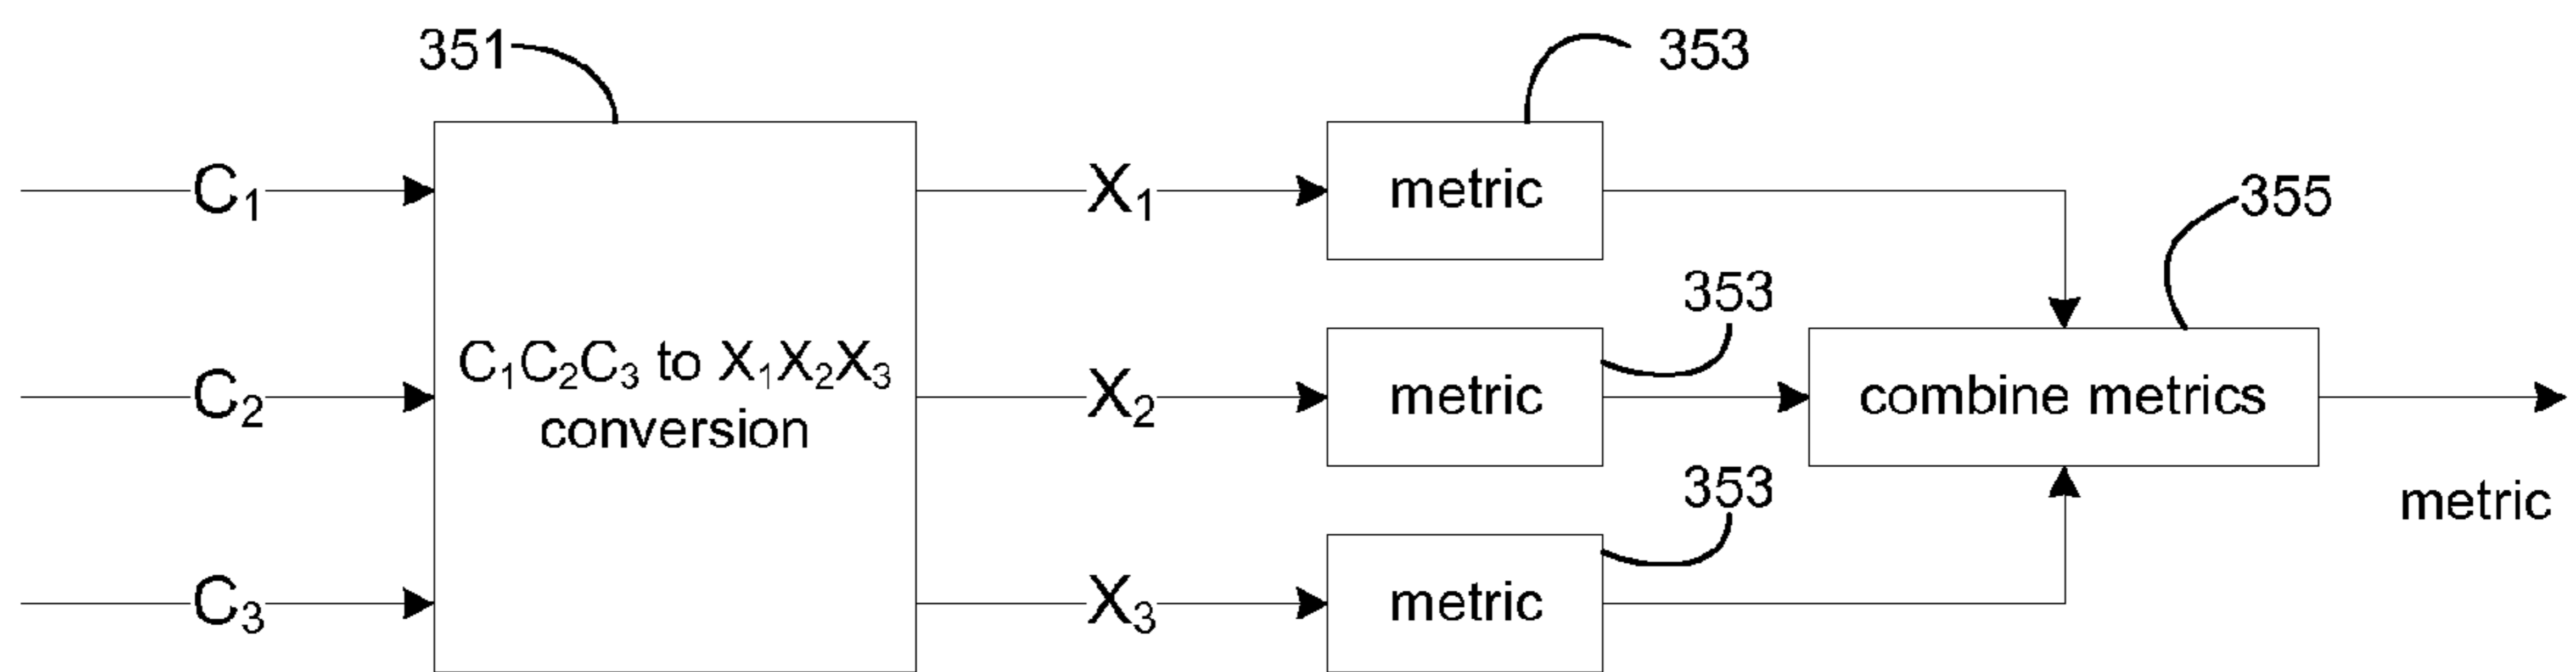 351
353
C₁
X₁
metric
355
353
C₂
C₁C₂C₃ to X₁X₂X₃
conversion
X₂
metric
combine metrics
353
metric
C₃
X₃
metric